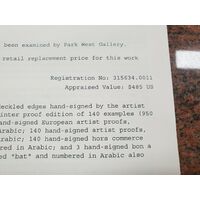 been examined by Park West Gallery.
retail replacement price for this work
Registration No: 315634.0011
Appraised Value: $485 US
deckled edges hand-signed by the artist
inter proof edition of 140 examples (950
hand-signed European artist proofs,
Arabic; 140 hand-signed artist proofs,
Arabic; 140 hand-signed hors commerce
red in Arabic; and 3 hand-signed bon a
ed "bat" and numbered in Arabic also